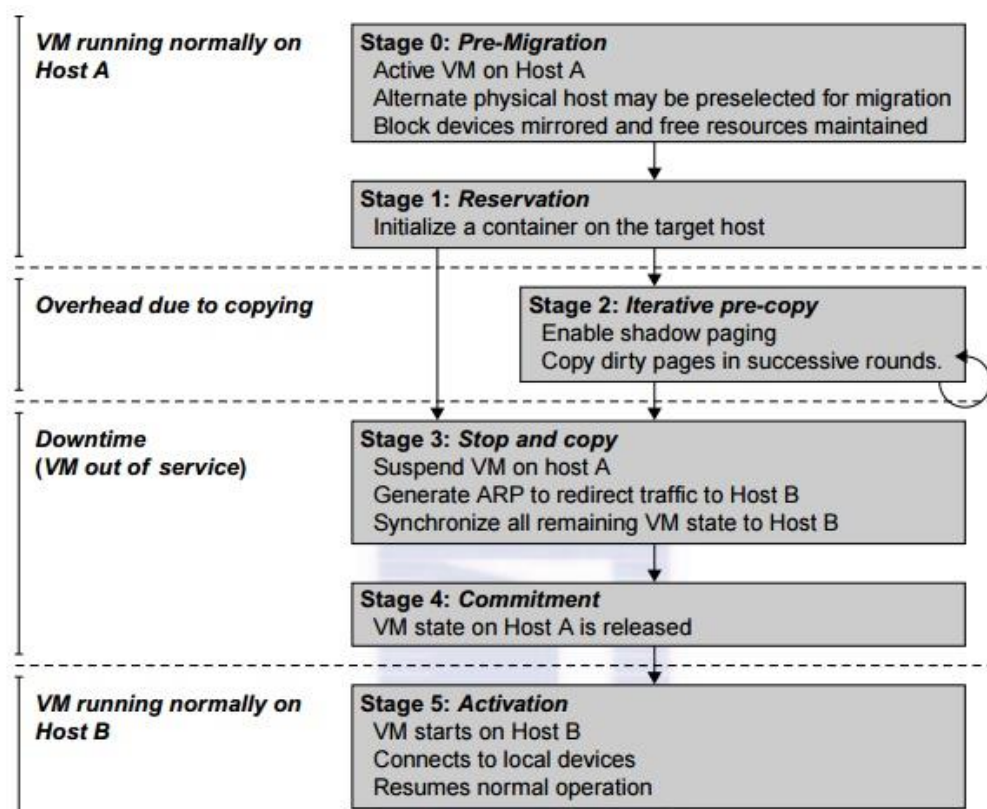 VM running normally on
Host A
Stage 0: Pre-Migration
Active VM on Host A
Alternate physical host may be preselected for migration
Block devices mirrored and free resources maintained
Stage 1: Reservation
Initialize a container on the target host
Overhead due to copying
Stage 2: Iterative pre-copy
Enable shadow paging
Copy dirty pages in successive rounds.
Downtime
(VM out of service)
Stage 3: Stop and copy
Suspend VM on host A
Generate ARP to redirect traffic to Host B
Synchronize all remaining VM state to Host B
Stage 4: Commitment
VM state on Host A is released
VM running normally on
Host B
Stage 5: Activation
VM starts on Host B
Connects to local devices
Resumes normal operation